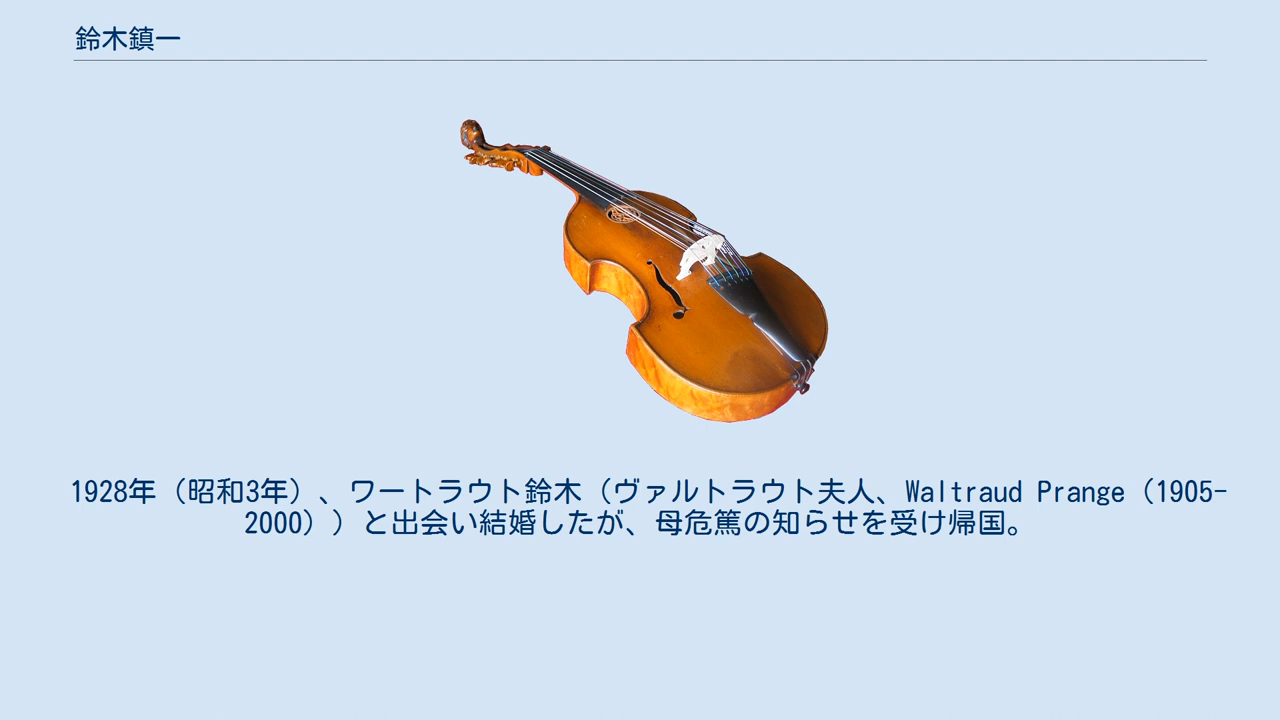 鈴木鎮一
1928年（昭和3年）、ワートラウト鈴木（ヴァルトラウト夫人、Waltraud Prange（1905-
2000））と出会い結婚したが、母危篤の知らせを受け帰国。